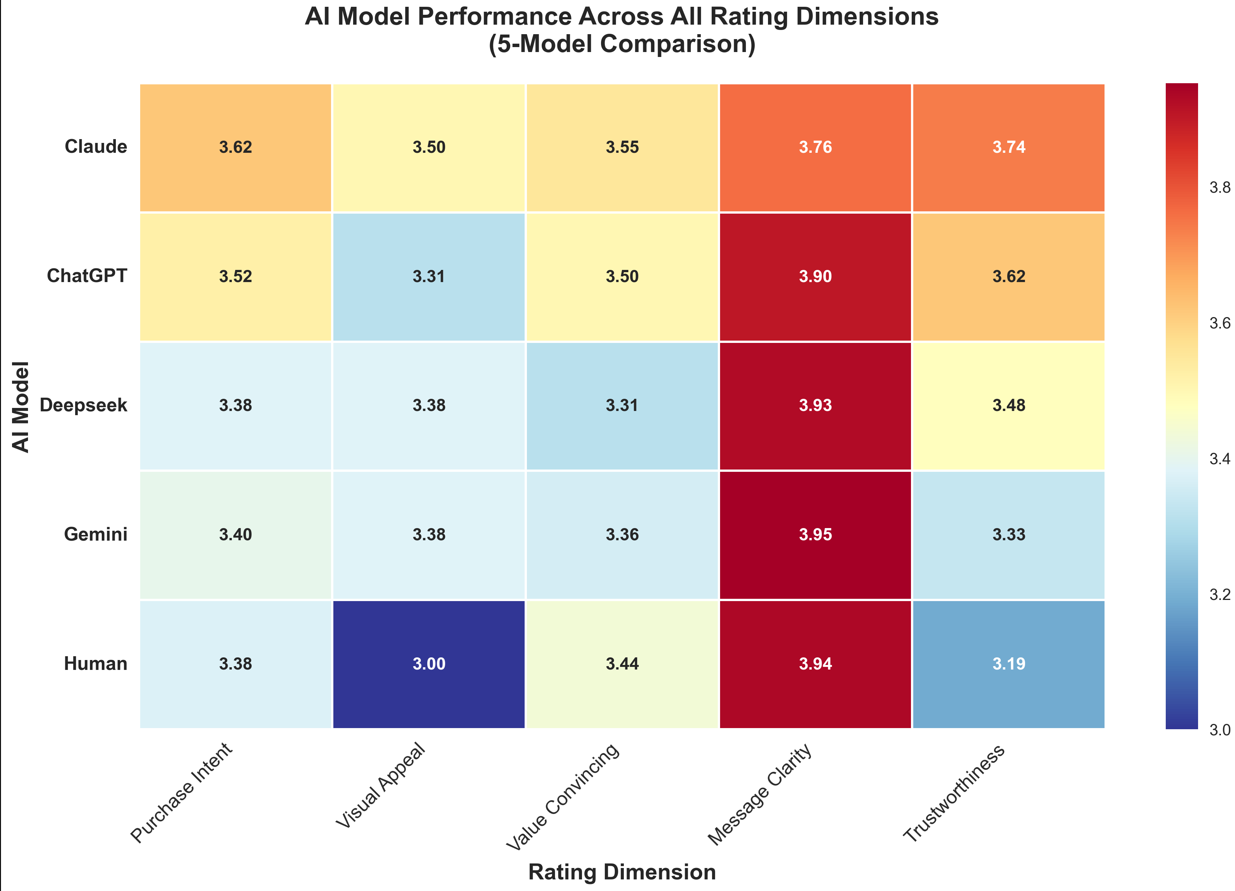 AI Model Performance Across All Rating Dimensions
(5-Model Comparison)
AI Model
Claude 3.62 3.50 3.55 3.76 3.74
ChatGPT 3.52 3.31 3.50 3.90 3.62
Deepseek 3.38 3.38 3.31 3.93 3.48
Gemini 3.40 3.38 3.36 3.95 3.33
Human 3.38 3.00 3.44 3.94 3.19
Purchase Intent
Visual Appeal
Value Convincing
Message Clarity
Trustworthiness
Rating Dimension
3.8
3.6
3.4
3.2
3.0